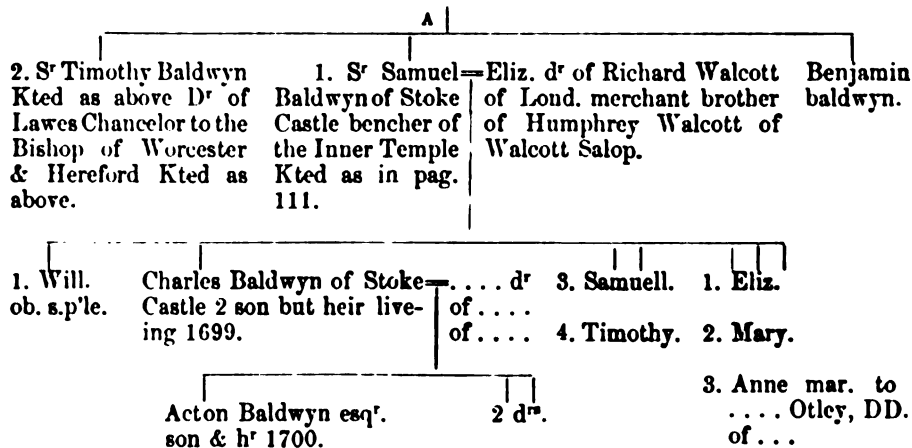 A
2. Sʳ Timothy Baldwyn
Kted as above Dʳ of
Lawes Chancelor to the
Bishop of Worcester
& Hereford Kted as
above.
1. Sʳ Samuel=
Baldwyn of Stoke
Castle bencher of
the Inner Temple
Kted as in pag.
111.
Eliz. dʳ of Richard Walcott
of Lond. merchant brother
of Humphrey Walcott of
Walcott Salop.
Benjamin
baldwyn.
1. Will.
ob. s.p'le.
Charles Baldwyn of Stoke=
Castle 2 son but heir live-
ing 1699.
.... dʳ
of ....
of ....
3. Samuell.
4. Timothy.
1. Eliz.
2. Mary.
3. Anne mar. to
.... Otley, DD.
of ...
Acton Baldwyn esqʳ.
son & hʳ 1700.
2 dʳˢ.